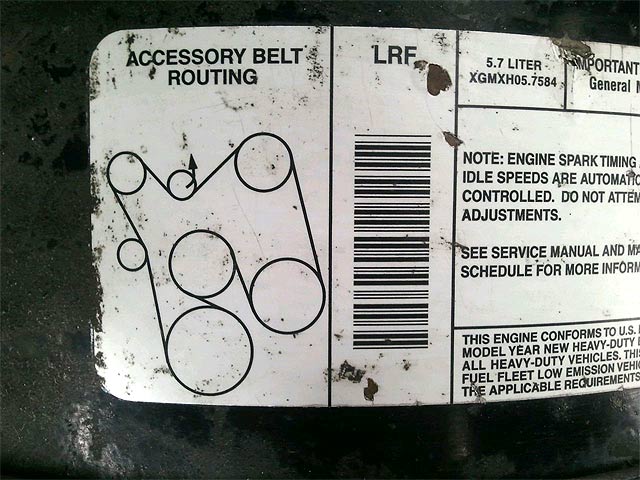 ACCESSORY BELT
ROUTING
LRF
5.7 LITER
XGMXH05.7584
IMPORTANT
General M
NOTE: ENGINE SPARK TIMING
IDLE SPEEDS ARE AUTOMATIC
CONTROLLED. DO NOT ATTEM
ADJUSTMENTS.
SEE SERVICE MANUAL AND MA
SCHEDULE FOR MORE INFORM
THIS ENGINE CONFORMS TO U.S.
MODEL YEAR NEW HEAVY-DUTY
ALL HEAVY-DUTY VEHICLES. THIS
FUEL FLEET LOW EMISSION VEHIC
THE APPLICABLE REQUIREMENTS